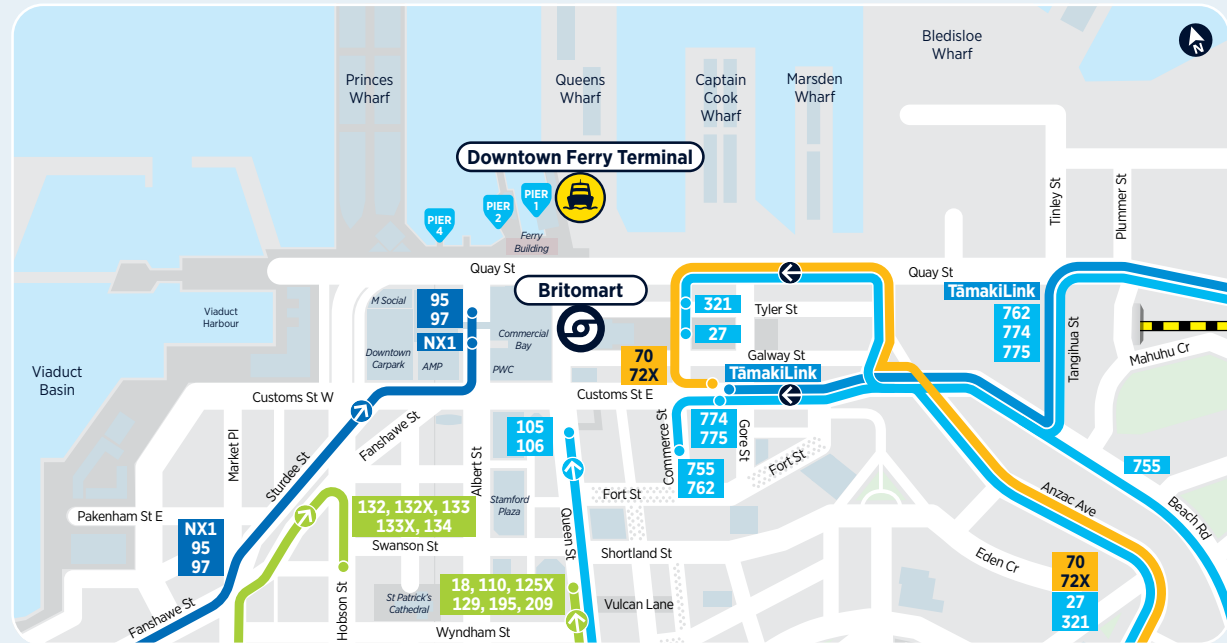 Bledisloe
Wharf
N
Princes
Wharf
Queens
Wharf
Captain
Cook
Wharf
Marsden
Wharf
Downtown Ferry Terminal
PIER
4
PIER
2
PIER
1
Ferry
Building
Tinley St
Plummer St
Quay St
Quay St
Britomart
TāmakiLink
762
774
775
M Social
95
97
NX1
Commercial
Bay
321
27
Tyler St
Viaduct
Harbour
Downtown
Carpark
AMP
PWC
70
72X
Galway St
TāmakiLink
Tangihua St
Mahuhu Cr
Viaduct
Basin
Customs St W
Customs St E
Fanshawe St
Market Pl
Sturdee St
Albert St
105
106
Commerce St
774
775
Gore St
755
762
Fort St
755
Pakenham St E
132, 132X, 133
133X, 134
Stamford
Plaza
Fort St
Anzac Ave
Beach Rd
NX1
95
97
Swanson St
Queen St
Shortland St
Eden Cr
70
72X
27
321
Hobson St
St Patrick's
Cathedral
18, 110, 125X
129, 195, 209
Vulcan Lane
Fanshawe St
Wyndham St